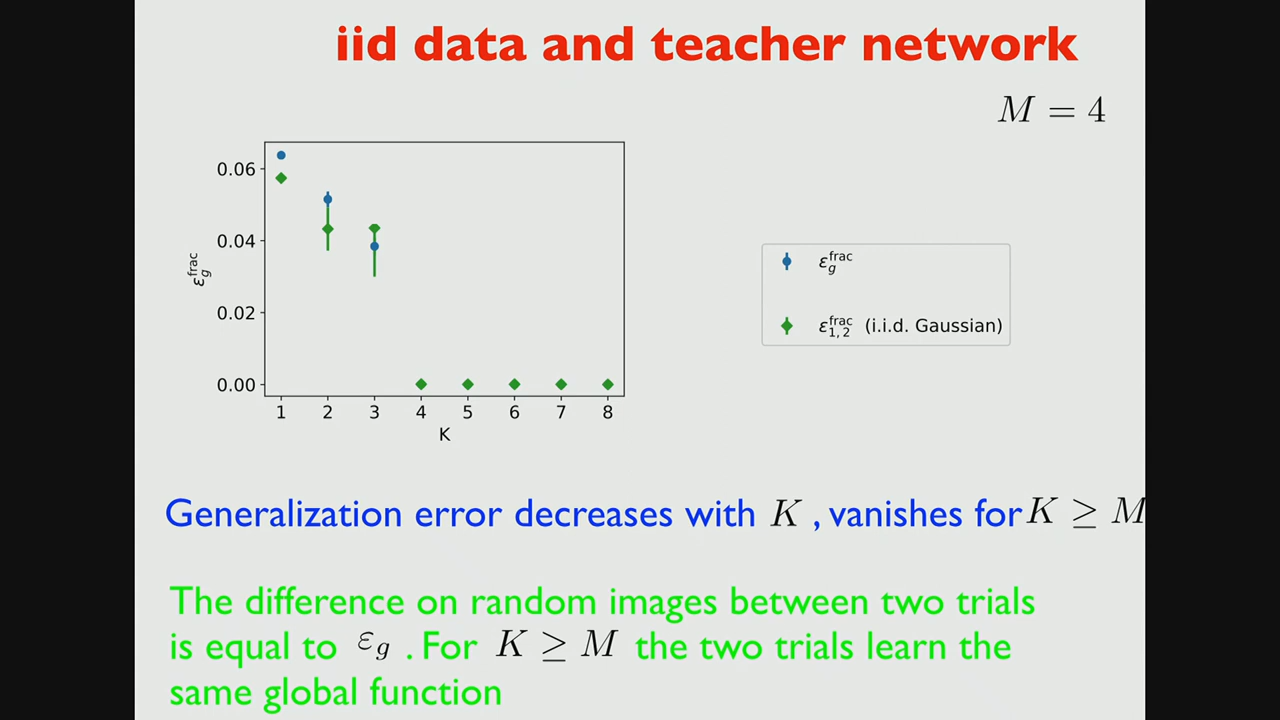 iid data and teacher network
M = 4
0.06
0.04
0.02
0.00
ε_g^frac
1 2 3 4 5 6 7 8
K
ε_g^frac
ε_{1,2}^frac (i.i.d. Gaussian)
Generalization error decreases with K , vanishes for K ≥ M
The difference on random images between two trials
is equal to ε_g . For K ≥ M the two trials learn the
same global function